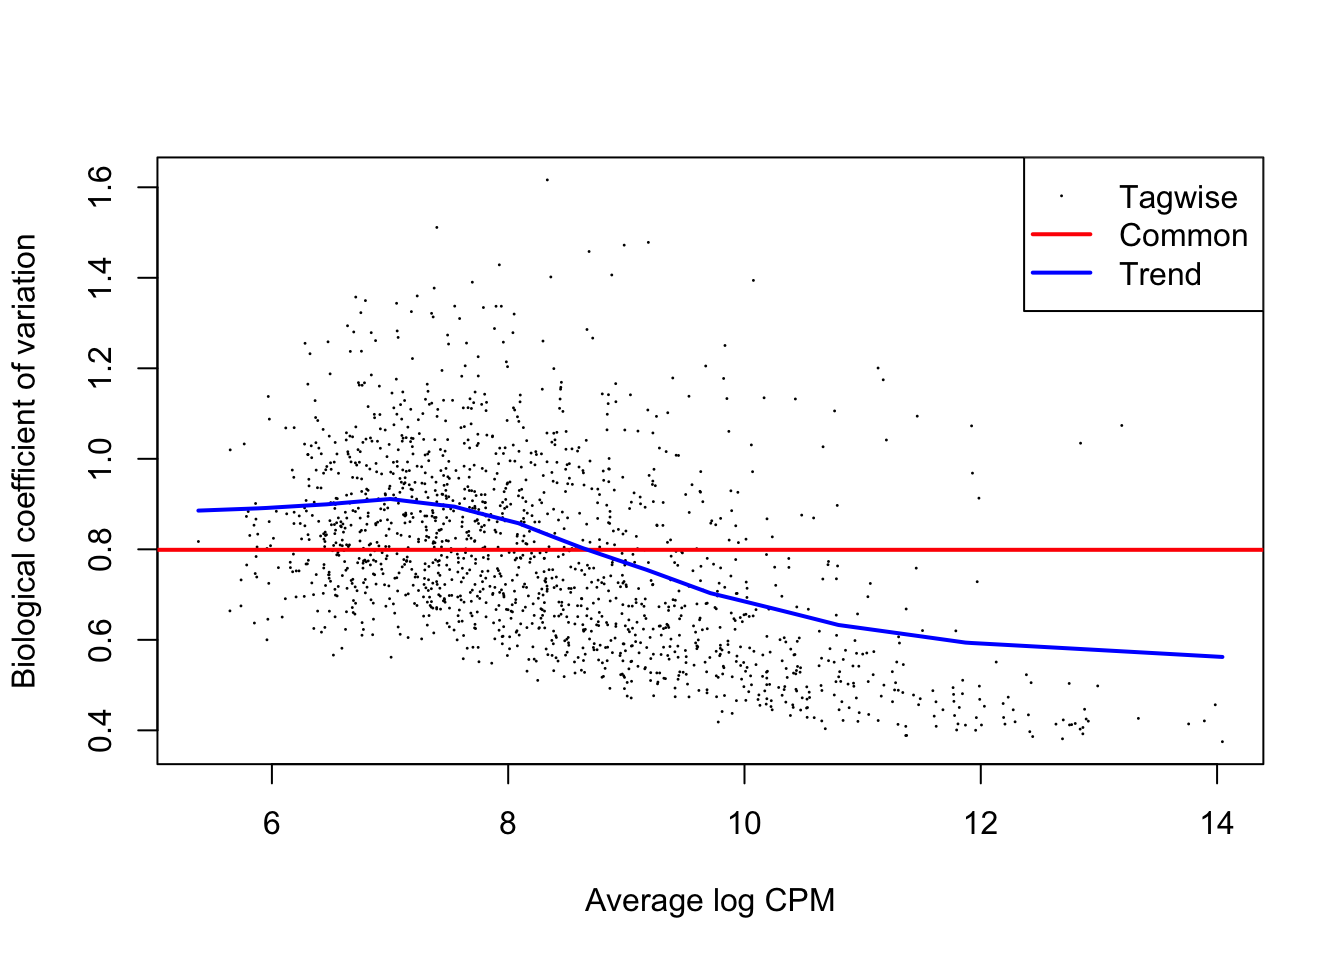 Biological coefficient of variation
1.6
1.4
1.2
1.0
0.8
0.6
0.4
Tagwise
Common
Trend
6 8 10 12 14
Average log CPM